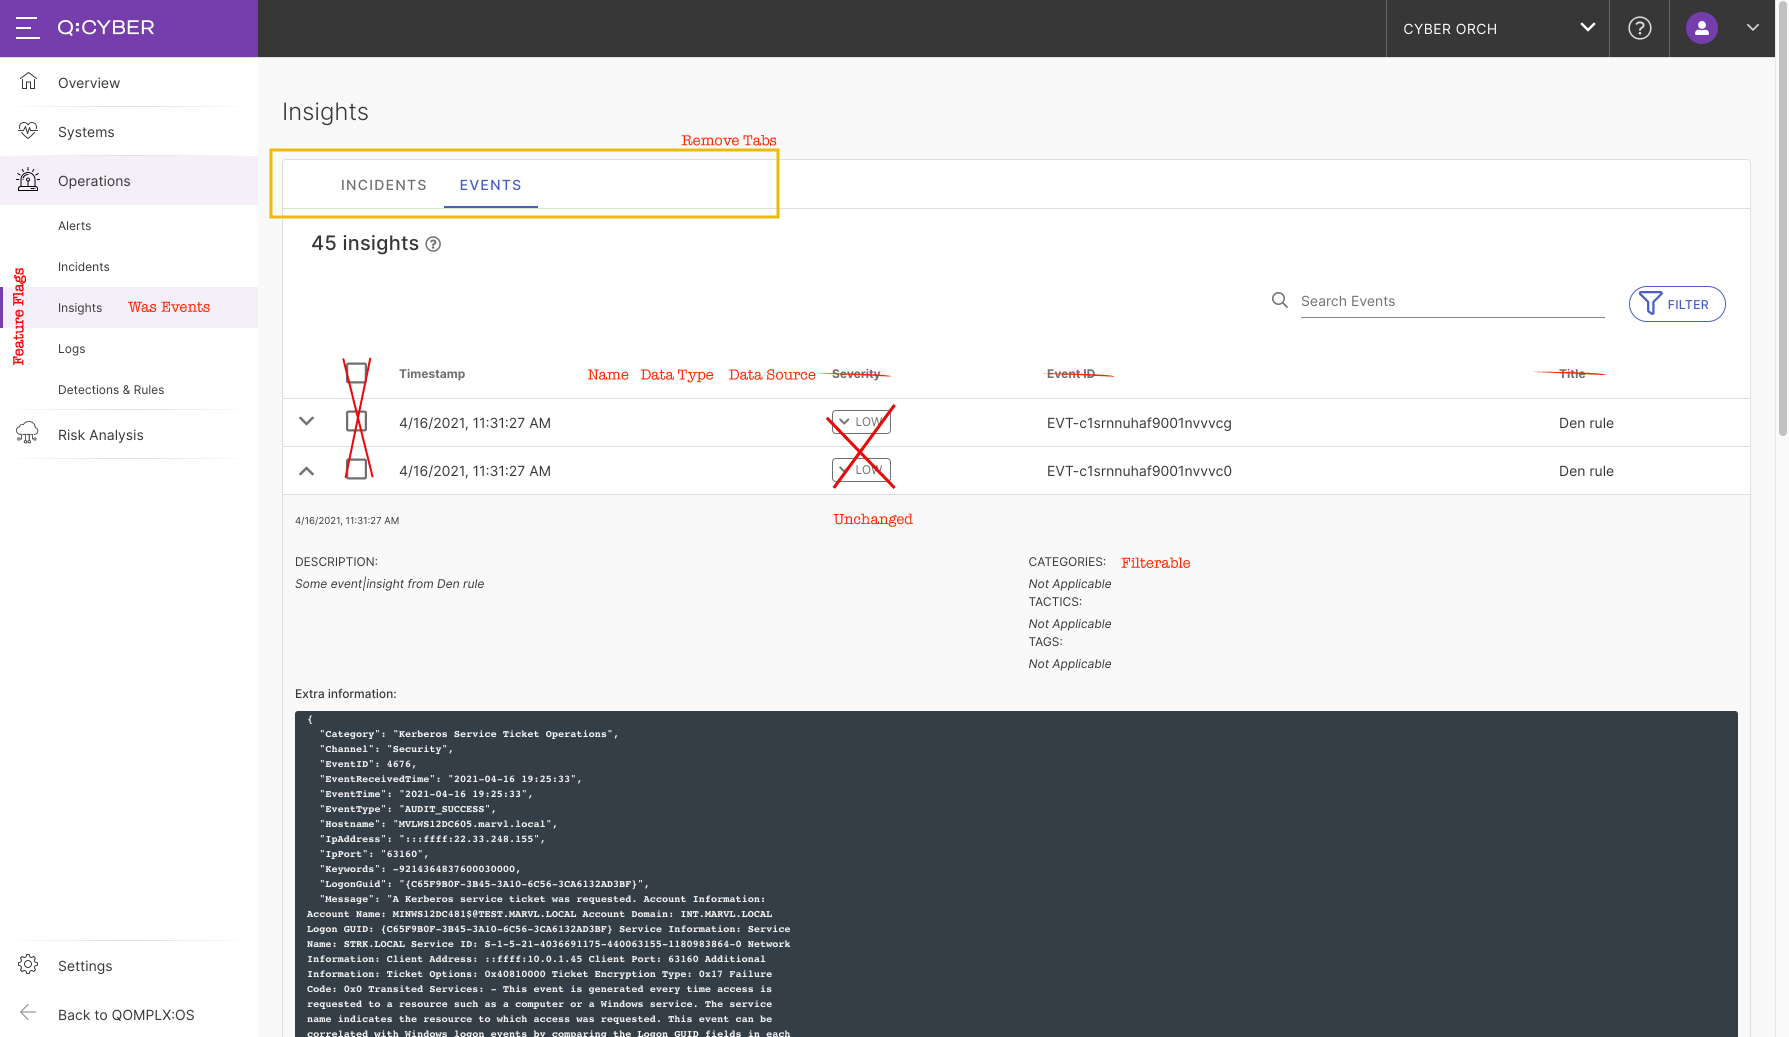 Q:CYBER
CYBER ORCH
Overview
Systems
Operations
Alerts
Incidents
Feature Flags
Insights Was Events
Logs
Detections & Rules
Risk Analysis
Settings
Back to QOMPLX:OS
Insights
Remove Tabs
INCIDENTS EVENTS
45 insights
Search Events
FILTER
Timestamp Name Data Type Data Source Severity Event ID Title
4/16/2021, 11:31:27 AM LOW EVT-c1srnnuhaf9001nvvvcg Den rule
4/16/2021, 11:31:27 AM LOW EVT-c1srnnuhaf9001nvvvc0 Den rule
4/16/2021, 11:31:27 AM
Unchanged
DESCRIPTION:
Some event|insight from Den rule
CATEGORIES: Filterable
Not Applicable
TACTICS:
Not Applicable
TAGS:
Not Applicable
Extra information:
{
"Category": "Kerberos Service Ticket Operations",
"Channel": "Security",
"EventID": 4676,
"EventReceivedTime": "2021-04-16 19:25:33",
"EventTime": "2021-04-16 19:25:33",
"EventType": "AUDIT_SUCCESS",
"Hostname": "MVLWS12DC605.marvl.local",
"IpAddress": ":::ffff:22.33.248.155",
"IpPort": "63160",
"Keywords": -9214364837600030000,
"LogonGuid": "{C65F9B0F-3B45-3A10-6C56-3CA6132AD3BF}",
"Message": "A Kerberos service ticket was requested. Account Information:
Account Name: MINWS12DC481$@TEST.MARVL.LOCAL Account Domain: INT.MARVL.LOCAL
Logon GUID: {C65F9B0F-3B45-3A10-6C56-3CA6132AD3BF} Service Information: Service
Name: STRK.LOCAL Service ID: S-1-5-21-4036691175-440063155-1180983864-0 Network
Information: Client Address: ::ffff:10.0.1.45 Client Port: 63160 Additional
Information: Ticket Options: 0x40810000 Ticket Encryption Type: 0x17 Failure
Code: 0x0 Transited Services: - This event is generated every time access is
requested to a resource such as a computer or a Windows service. The service
name indicates the resource to which access was requested. This event can be
correlated with Windows logon events by comparing the Logon GUID fields in each